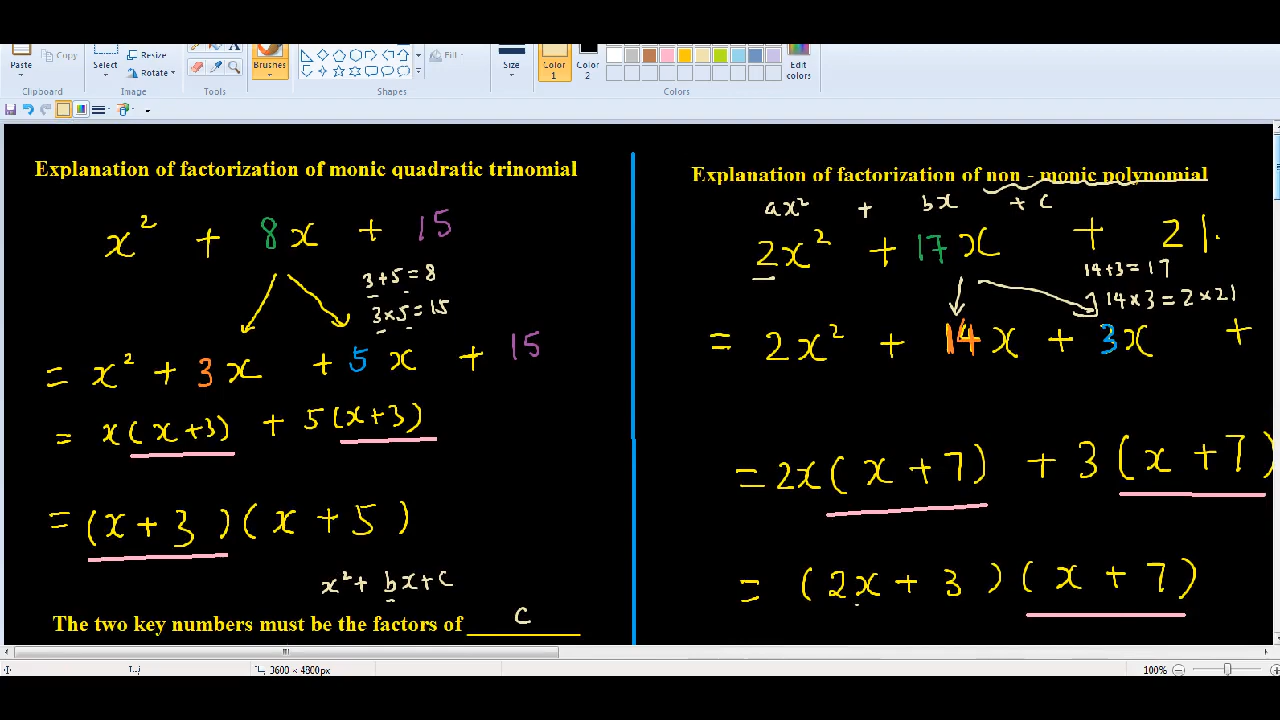 Paste
Copy
Select
Resize
Rotate
Brushes
Fill
Size
Color 1
Color 2
Edit colors
Clipboard
Image
Tools
Shapes
Colors
Explanation of factorization of monic quadratic trinomial
x² + 8x + 15
3+5=8
3×5=15
= x² + 3x + 5x + 15
= x(x+3) + 5(x+3)
= (x+3)(x+5)
x²+bx+c
The two key numbers must be the factors of c
Explanation of factorization of non - monic polynomial
ax² + bx + c
2x² + 17x + 21
14+3=17
14×3=2×21
= 2x² + 14x + 3x +
= 2x(x+7) + 3(x+7)
= (2x+3)(x+7)
3600 × 4800px
100%